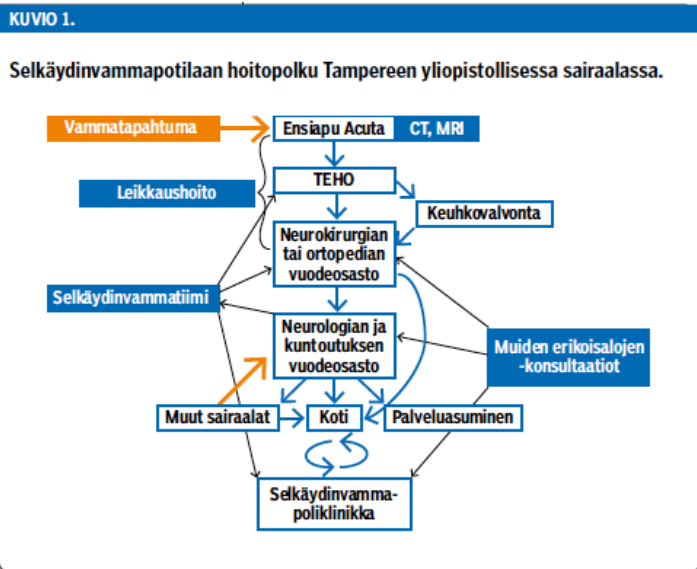 KUVIO 1.
Selkäydinvammapotilaan hoitopolku Tampereen yliopistollisessa sairaalassa.
Vammatapahtuma
Ensiapu Acuta
CT, MRI
TEHO
Leikkaushoito
Keuhkovalvonta
Neurokirurgian
tai ortopedian
vuodeosasto
Selkäydinvammatiimi
Neurologian ja
kuntoutuksen
vuodeosasto
Muiden erikoisalojen
-konsultaatiot
Muut sairaalat
Koti
Palveluasuminen
Selkäydinvamma-
poliklinikka